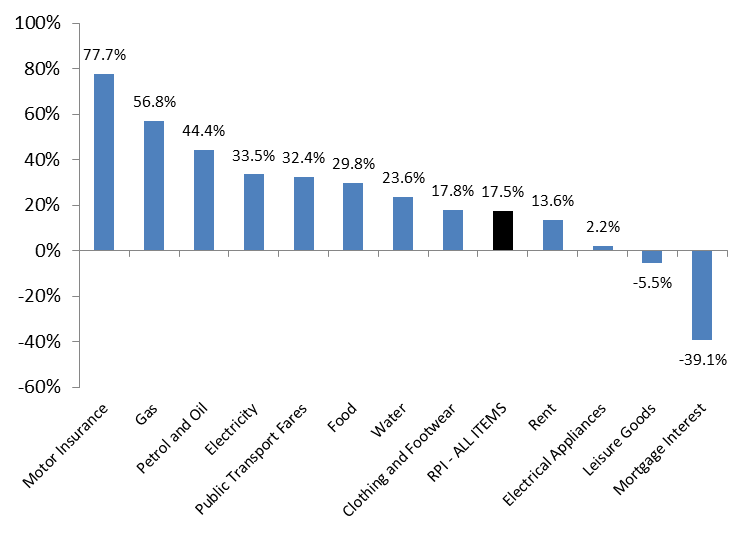 100%
80%
60%
40%
20%
0%
-20%
-40%
-60%
77.7%
56.8%
44.4%
33.5%
32.4%
29.8%
23.6%
17.8%
17.5%
13.6%
2.2%
-5.5%
-39.1%
Motor Insurance
Gas
Petrol and Oil
Electricity
Public Transport Fares
Food
Water
Clothing and Footwear
RPI - ALL ITEMS
Rent
Electrical Appliances
Leisure Goods
Mortgage Interest